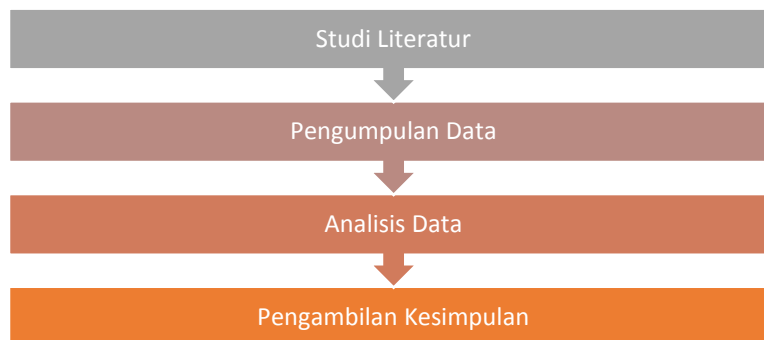 Studi Literatur
Pengumpulan Data
Analisis Data
Pengambilan Kesimpulan